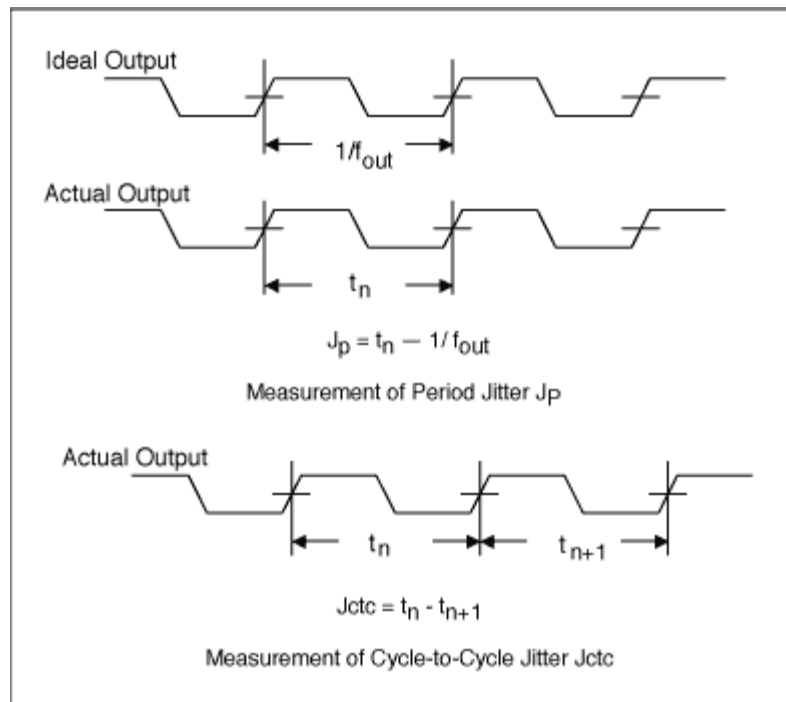 Ideal Output
1/fout
Actual Output
tn
Jp = tn — 1/fout
Measurement of Period Jitter JP
Actual Output
tn tn+1
Jctc = tn - tn+1
Measurement of Cycle-to-Cycle Jitter Jctc